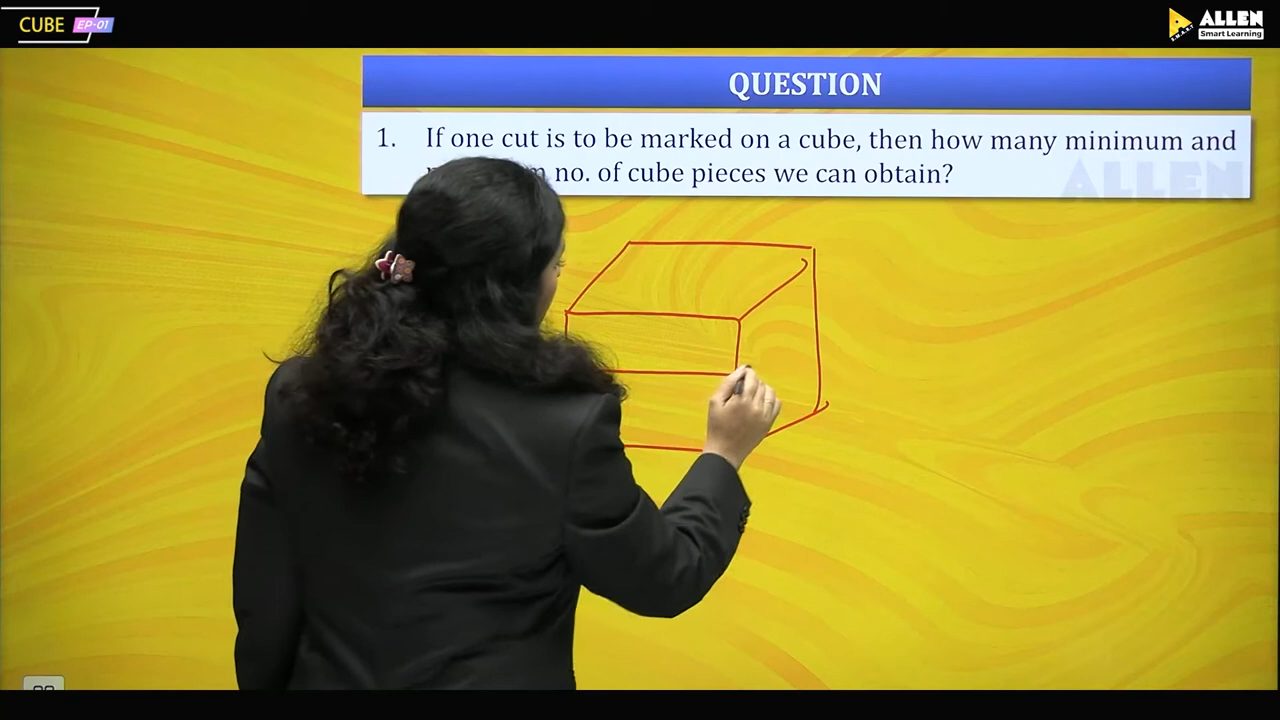 CUBE EP-01
ALLEN
Smart Learning
QUESTION
1. If one cut is to be marked on a cube, then how many minimum and
no. of cube pieces we can obtain?
ALLEN